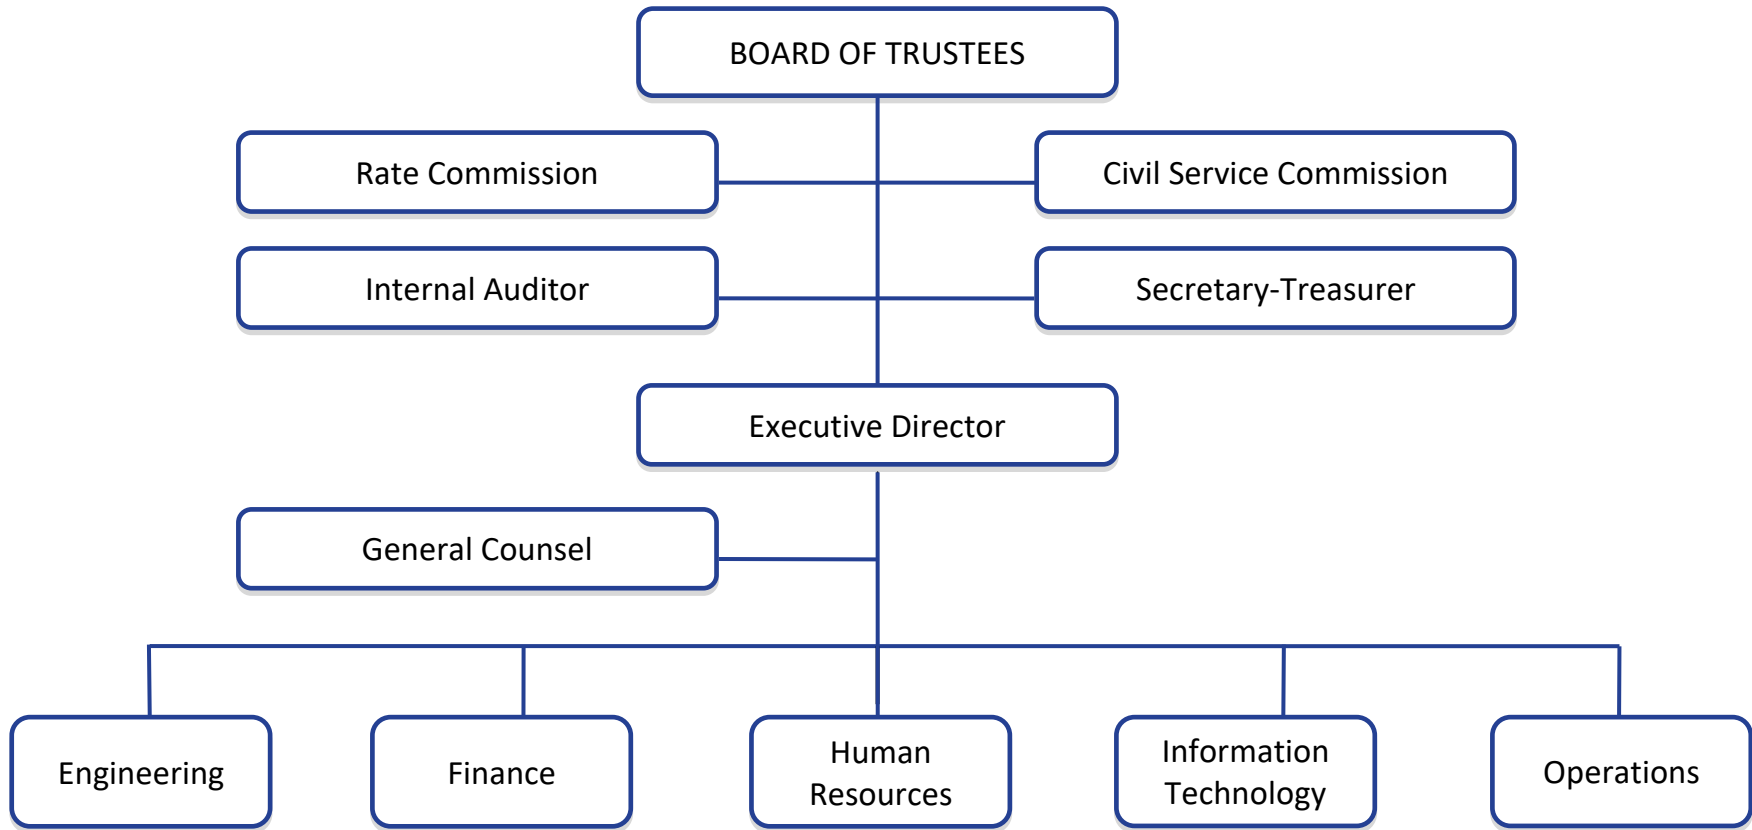 BOARD OF TRUSTEES
Rate Commission
Civil Service Commission
Internal Auditor
Secretary-Treasurer
Executive Director
General Counsel
Engineering
Finance
Human
Resources
Information
Technology
Operations